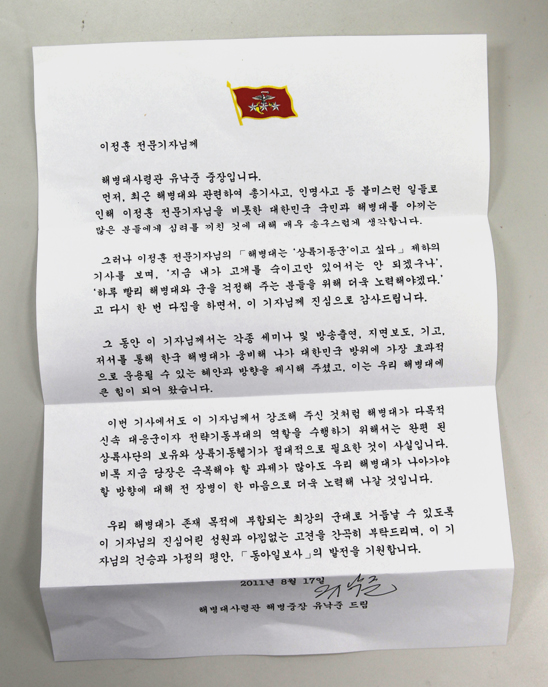 이정훈 전문기자님께
해병대사령관 유낙준 중장입니다.
먼저, 최근 해병대와 관련하여 총기사고, 인명사고 등 불미스런 일들로
인해 이정훈 전문기자님을 비롯한 대한민국 국민과 해병대를 아끼는
많은 분들에게 심려를 끼친 것에 대해 매우 송구스럽게 생각합니다.
그러나 이정훈 전문기자님의 「해병대는 '상륙기동군'이고 싶다」 제하의
기사를 보며, '지금 내가 고개를 숙이고만 있어서는 안 되겠구나',
'하루 빨리 해병대와 군을 걱정해 주는 분들을 위해 더욱 노력해야겠다.'
고 다시 한 번 다짐을 하면서, 이 기자님께 진심으로 감사드립니다.
그 동안 이 기자님께서는 각종 세미나 및 방송출연, 지면보도, 기고,
저서를 통해 한국 해병대가 웅비해 나가 대한민국 방위에 가장 효과적
으로 운용될 수 있는 혜안과 방향을 제시해 주셨고, 이는 우리 해병대에
큰 힘이 되어 왔습니다.
이번 기사에서도 이 기자님께서 강조해 주신 것처럼 해병대가 다목적
신속 대응군이자 전략기동부대의 역할을 수행하기 위해서는 완편 된
상륙사단의 보유와 상륙기동헬기가 절대적으로 필요한 것이 사실입니다.
비록 지금 당장은 극복해야 할 과제가 많아도 우리 해병대가 나아가야
할 방향에 대해 전 장병이 한 마음으로 더욱 노력해 나갈 것입니다.
우리 해병대가 존재 목적에 부합되는 최강의 군대로 거듭날 수 있도록
이 기자님의 진심어린 성원과 아낌없는 고견을 간곡히 부탁드리며, 이 기
자님의 건승과 가정의 평안, 「동아일보사」의 발전을 기원합니다.
2011년 8월 17일 유낙준
해병대사령관 해병중장 유낙준 드림